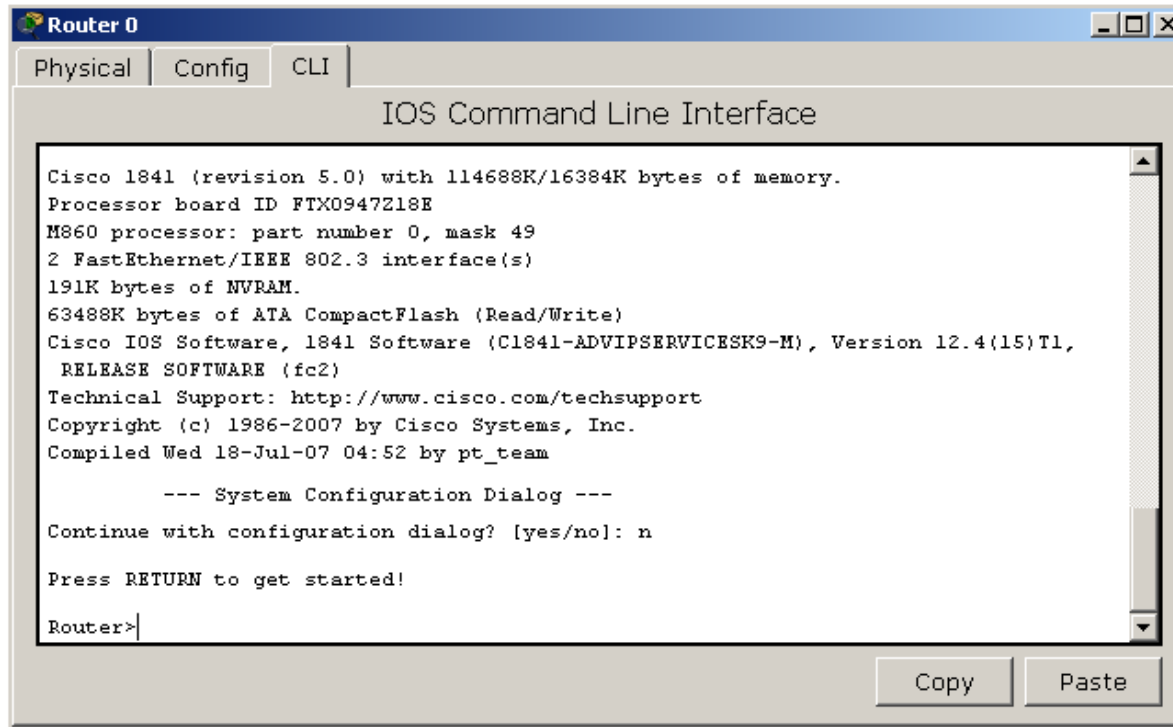 Router 0
Physical Config CLI
IOS Command Line Interface
Cisco 1841 (revision 5.0) with 114688K/16384K bytes of memory.
Processor board ID FTX0947Z18E
M860 processor: part number 0, mask 49
2 FastEthernet/IEEE 802.3 interface(s)
191K bytes of NVRAM.
63488K bytes of ATA CompactFlash (Read/Write)
Cisco IOS Software, 1841 Software (C1841-ADVIPSERVICESK9-M), Version 12.4(15)T1,
RELEASE SOFTWARE (fc2)
Technical Support: http://www.cisco.com/techsupport
Copyright (c) 1986-2007 by Cisco Systems, Inc.
Compiled Wed 18-Jul-07 04:52 by pt_team
--- System Configuration Dialog ---
Continue with configuration dialog? [yes/no]: n
Press RETURN to get started!
Router>
Copy Paste